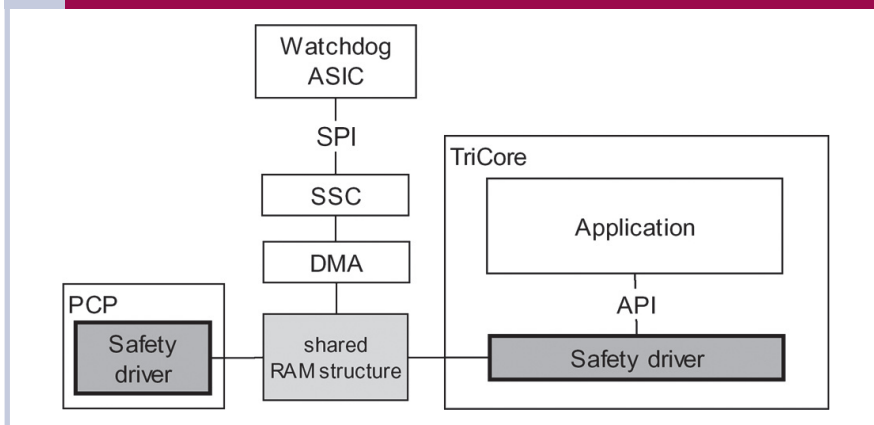 Watchdog
ASIC
SPI
SSC
DMA
PCP
Safety
driver
shared
RAM structure
TriCore
Application
API
Safety driver